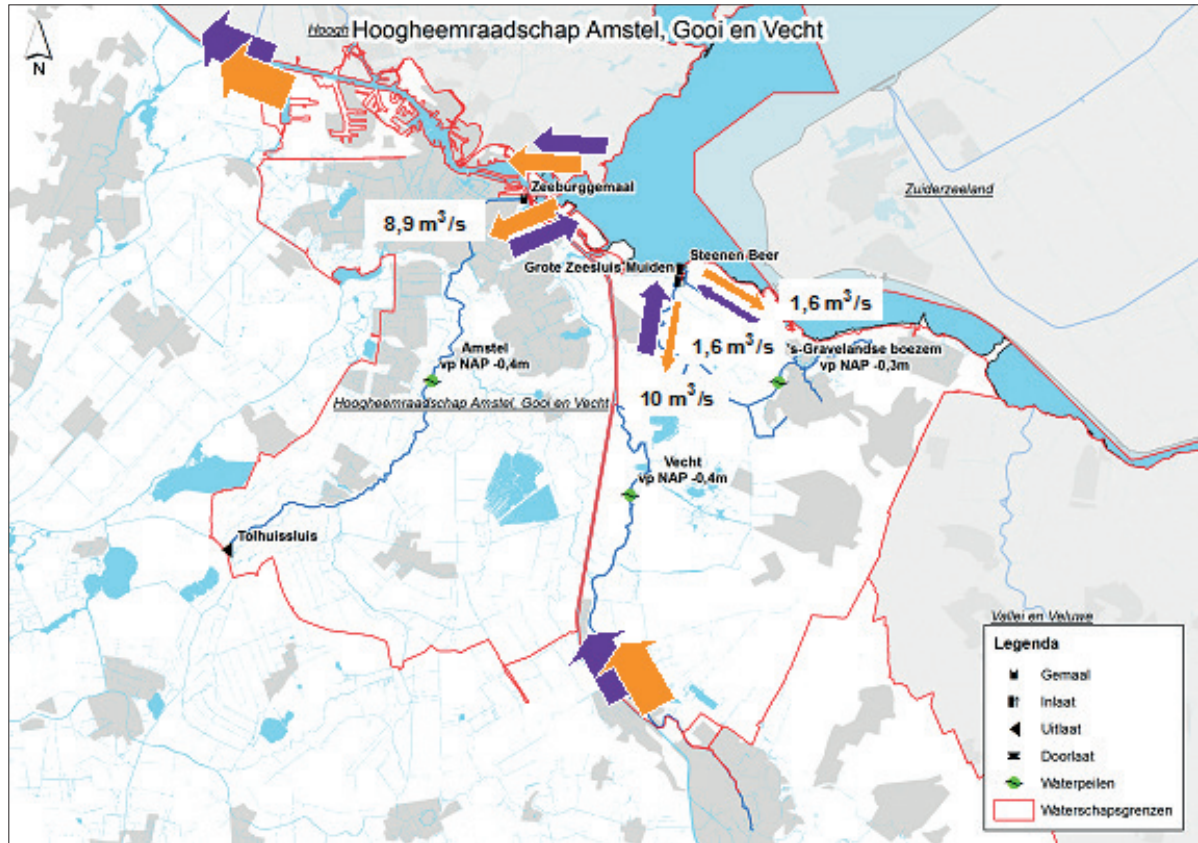 Hoogh Hoogheemraadschap Amstel, Gooi en Vecht
N
Zuiderzeeland
Zeeburggemaal
8,9 m³/s
Grote Zeesluis Muiden
Steenen Beer
1,6 m³/s
1,6 m³/s
's-Gravelandse boezem
vp NAP -0,3m
Amstel
vp NAP -0,4m
10 m³/s
Hoogheemraadschap Amstel, Gooi en Vecht
Vecht
vp NAP -0,4m
Tolhuissluis
Vallei en Veluwe
Legenda
Gemaal
Inlaat
Uitlaat
Doorlaat
Waterpeilen
Waterschapsgrenzen